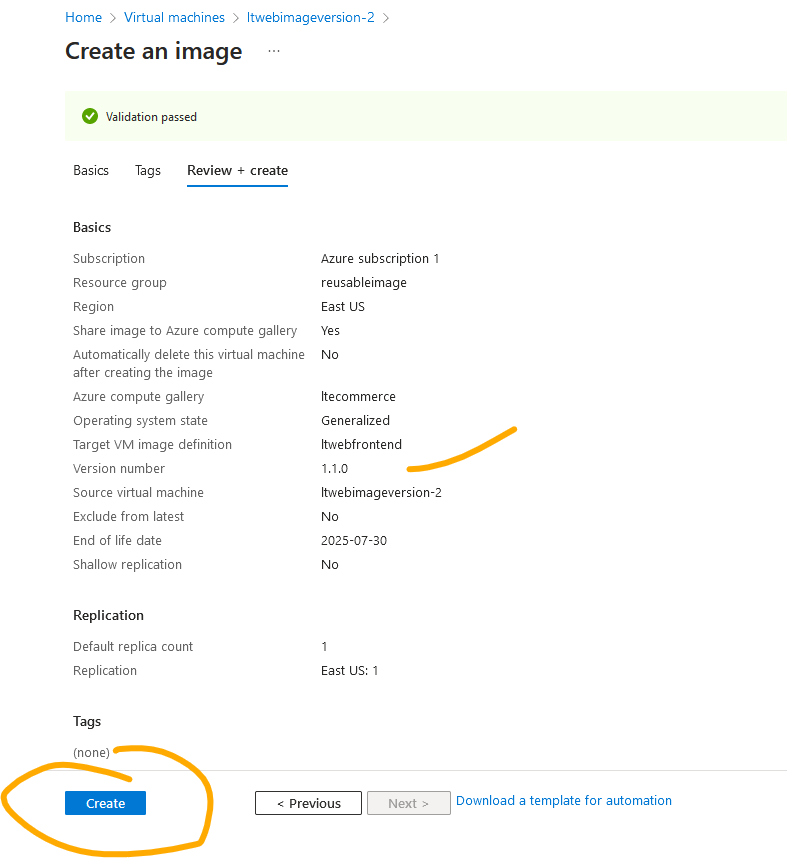 Home > Virtual machines > ltwebimageversion-2 >
Create an image ...
Validation passed
Basics Tags Review + create
Basics
Subscription Azure subscription 1
Resource group reusableimage
Region East US
Share image to Azure compute gallery Yes
Automatically delete this virtual machine No
after creating the image
Azure compute gallery ltecommerce
Operating system state Generalized
Target VM image definition ltwebfrontend
Version number 1.1.0
Source virtual machine ltwebimageversion-2
Exclude from latest No
End of life date 2025-07-30
Shallow replication No
Replication
Default replica count 1
Replication East US: 1
Tags
(none)
Create < Previous Next > Download a template for automation